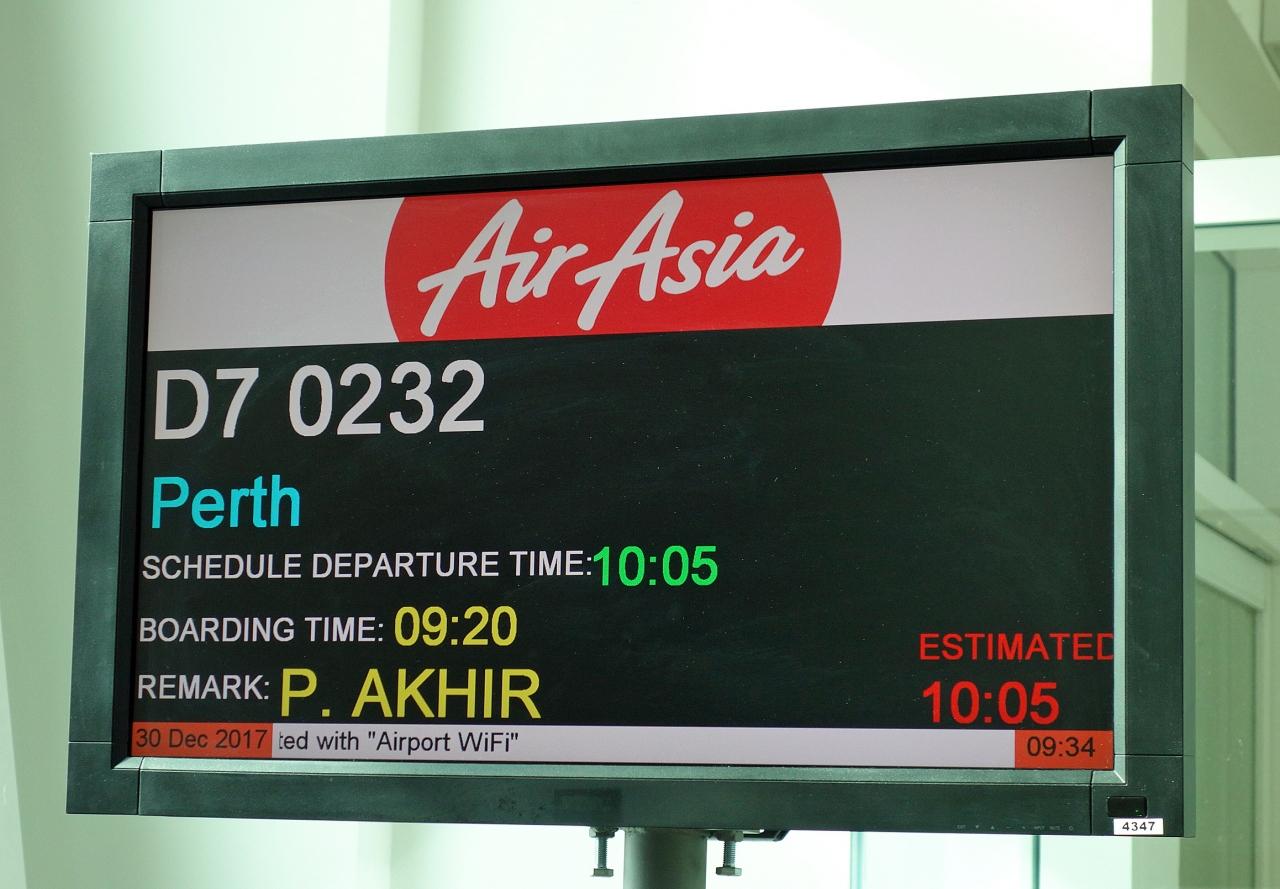 AirAsia
D7 0232
Perth
SCHEDULE DEPARTURE TIME:10:05
BOARDING TIME: 09:20
ESTIMATED
REMARK: P. AKHIR 10:05
30 Dec 2017 ted with "Airport WiFi" 09:34
4347